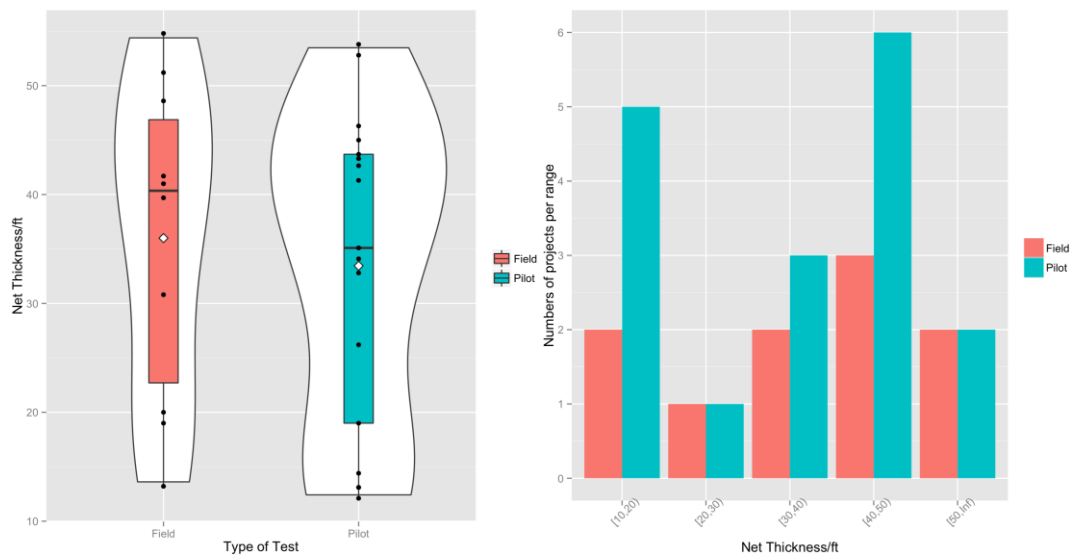 50
40
30
20
10
Net Thickness/ft
Field
Pilot
Type of Test
Field
Pilot
6
5
4
3
2
1
0
Numbers of projects per range
[10,20)
[20,30)
[30,40)
[40,50)
[50,Inf)
Net Thickness/ft
Field
Pilot